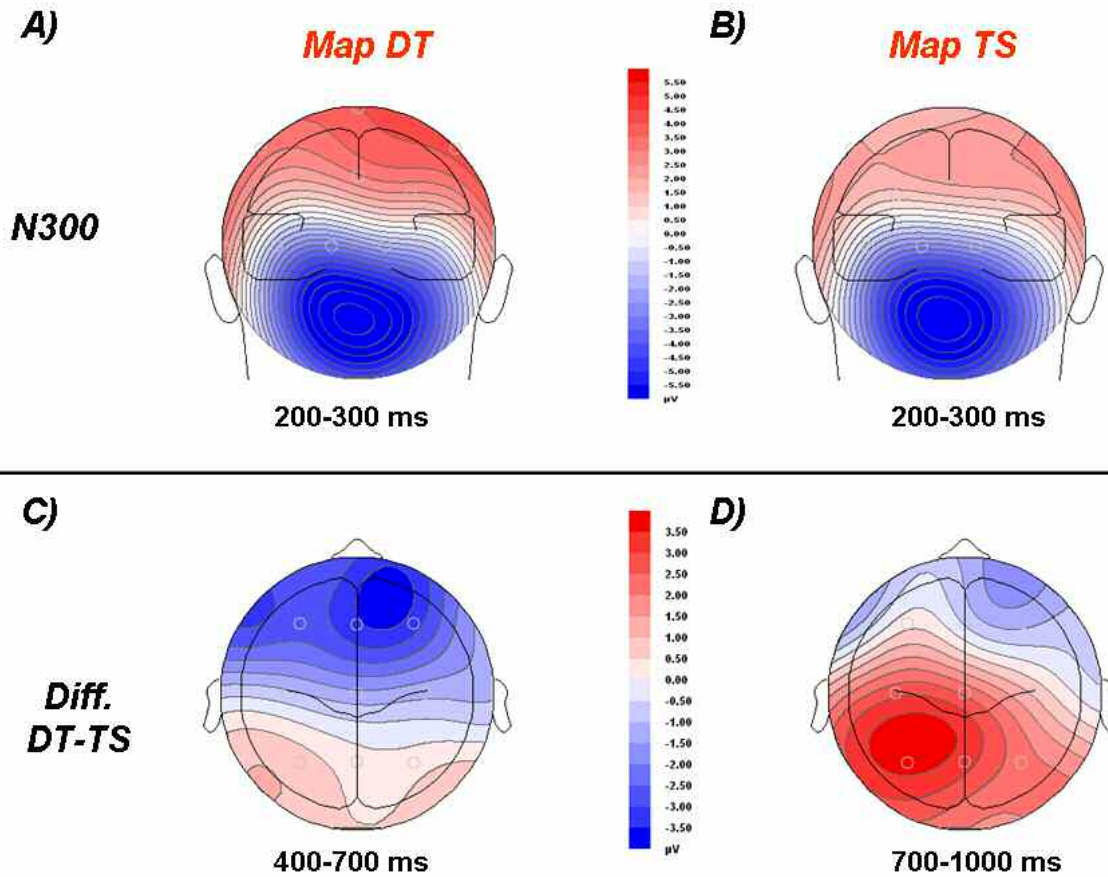 A)
Map DT
B)
Map TS
N300
5.50
5.00
4.50
4.00
3.50
3.00
2.50
2.00
1.50
1.00
0.50
0.00
-0.50
-1.00
-1.50
-2.00
-2.50
-3.00
-3.50
-4.00
-4.50
-5.00
-5.50
µV
200-300 ms
200-300 ms
C)
D)
Diff.
DT-TS
3.50
3.00
2.50
2.00
1.50
1.00
0.50
0.00
-0.50
-1.00
-1.50
-2.00
-2.50
-3.00
-3.50
µV
400-700 ms
700-1000 ms